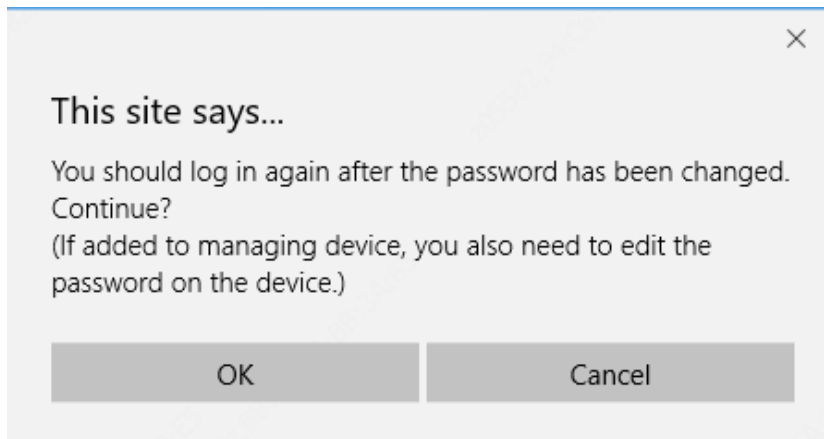 This site says...
You should log in again after the password has been changed.
Continue?
(If added to managing device, you also need to edit the
password on the device.)
OK
Cancel